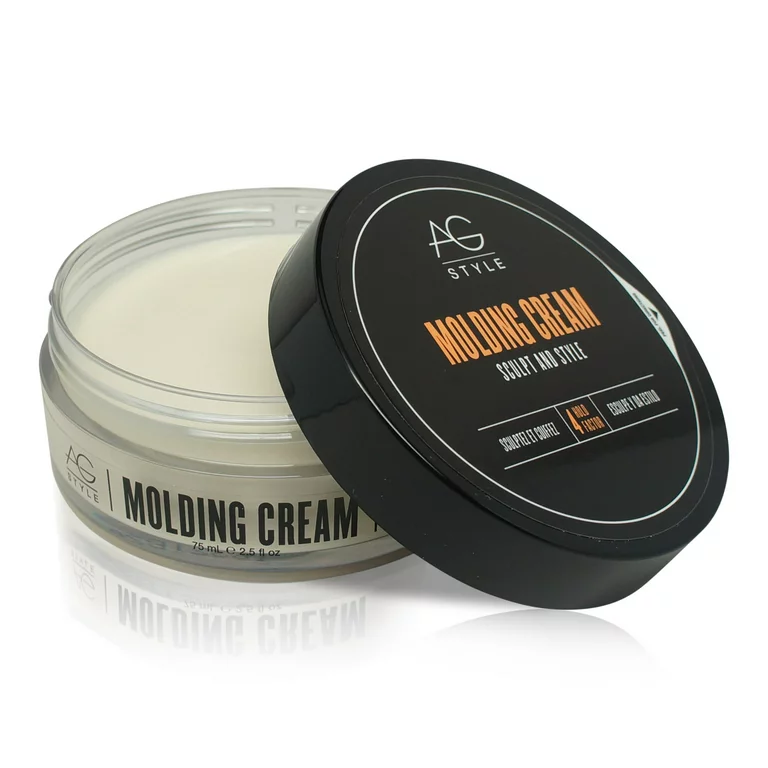 AG
STYLE
MOLDING CREAM
SCULPT AND STYLE
SCULPTEZ ET COIFFEZ
4 HOLD
FACTOR
ESCULPE Y DA ESTILO
AG
STYLE
MOLDING CREAM
75 mL e 2,5 fl oz